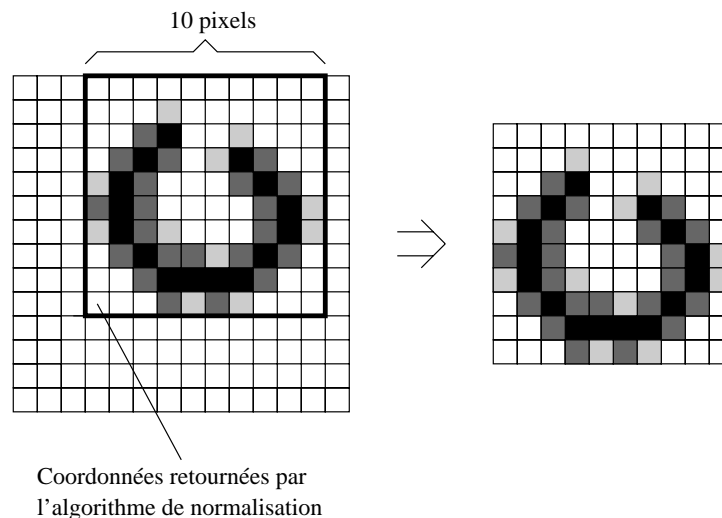 10 pixels
Coordonnées retournées par
l'algorithme de normalisation